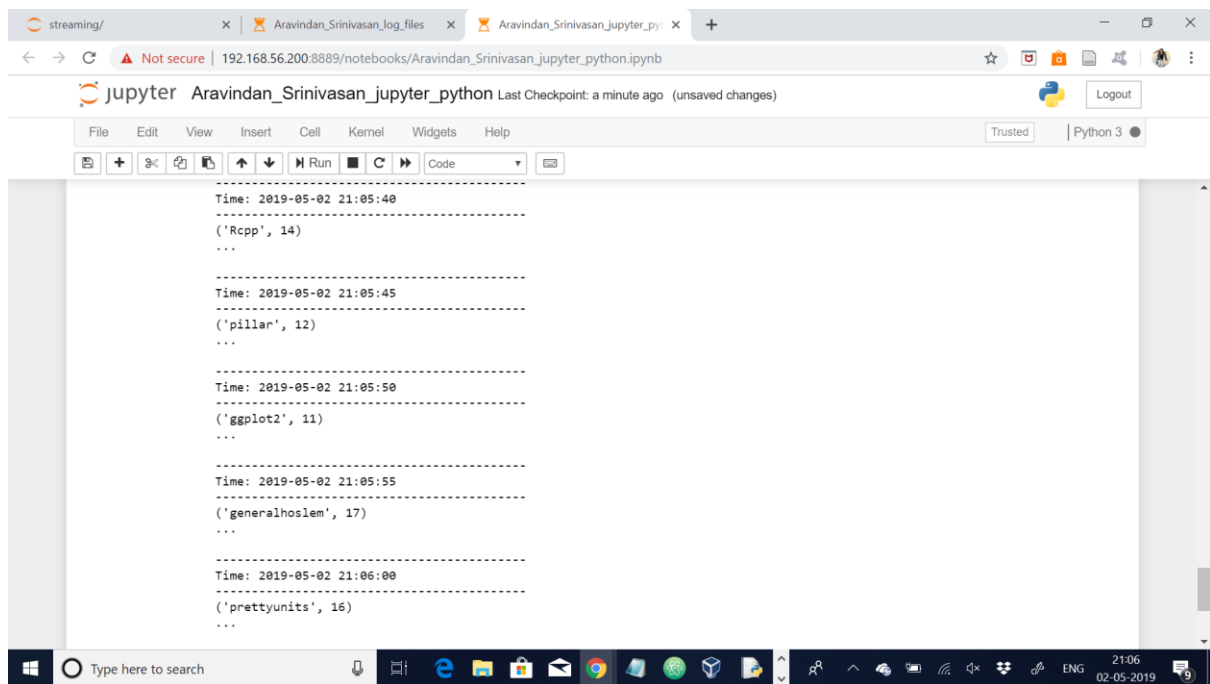 streaming/
Aravindan_Srinivasan_log_files
Aravindan_Srinivasan_jupyter_py
Not secure | 192.168.56.200:8889/notebooks/Aravindan_Srinivasan_jupyter_python.ipynb
jupyter Aravindan_Srinivasan_jupyter_python Last Checkpoint: a minute ago (unsaved changes)
Logout
File Edit View Insert Cell Kernel Widgets Help
Trusted | Python 3
Run Code
-------------------------------------------
Time: 2019-05-02 21:05:40
-------------------------------------------
('Rcpp', 14)
...
-------------------------------------------
Time: 2019-05-02 21:05:45
-------------------------------------------
('pillar', 12)
...
-------------------------------------------
Time: 2019-05-02 21:05:50
-------------------------------------------
('ggplot2', 11)
...
-------------------------------------------
Time: 2019-05-02 21:05:55
-------------------------------------------
('generalhoslem', 17)
...
-------------------------------------------
Time: 2019-05-02 21:06:00
-------------------------------------------
('prettyunits', 16)
...
Type here to search
ENG
21:06
02-05-2019
9